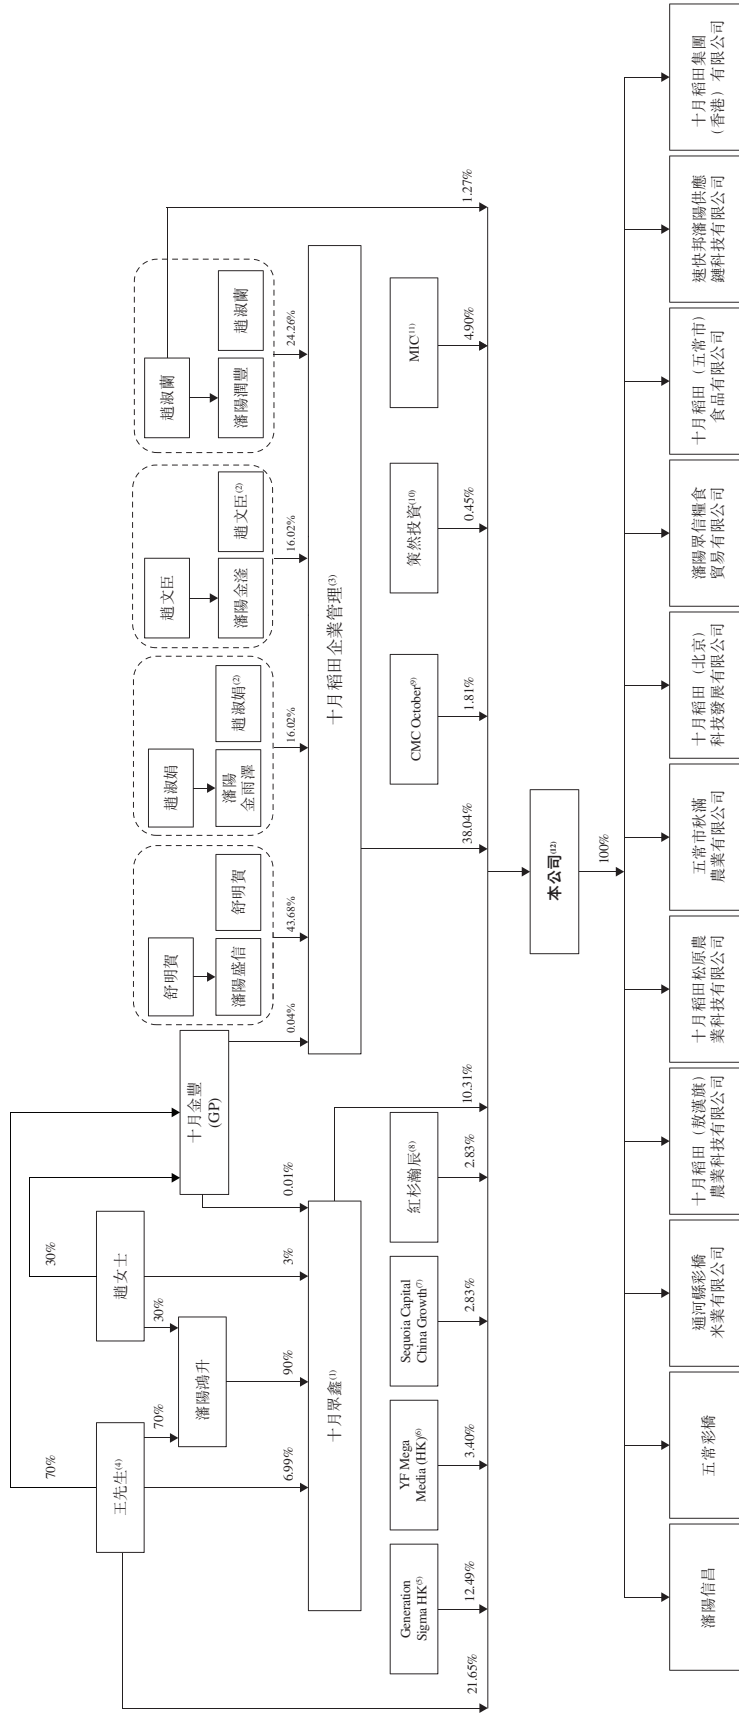 70%
30%
王先生(4)
趙女士
70%
30%
瀋陽鴻升
十月金豐
(GP)
舒明賀
瀋陽盛信
舒明賀
趙淑娟
瀋陽
金雨澤
趙淑娟(2)
趙文臣
瀋陽金滏
趙文臣(2)
趙淑蘭
瀋陽潤豐
趙淑蘭
6.99%
90%
3%
0.01%
0.04%
43.68%
16.02%
16.02%
24.26%
十月眾鑫(1)
十月稻田企業管理(3)
Generation
Sigma HK(5)
YF Mega
Media (HK)(6)
Sequoia Capital
China Growth(7)
紅杉瀚辰(8)
CMC October(9)
策然投資(10)
MIC(11)
21.65%
12.49%
3.40%
2.83%
2.83%
10.31%
38.04%
1.81%
0.45%
4.90%
1.27%
本公司(12)
100%
瀋陽信昌
五常彩橋
通河縣彩橋
米業有限公司
十月稻田（敖漢旗）
農業科技有限公司
十月稻田松原農
業科技有限公司
五常市秋滿
農業有限公司
十月稻田（北京）
科技發展有限公司
瀋陽眾信糧食
貿易有限公司
十月稻田（五常市）
食品有限公司
速快邦瀋陽供應
鏈科技有限公司
十月稻田集團
（香港）有限公司